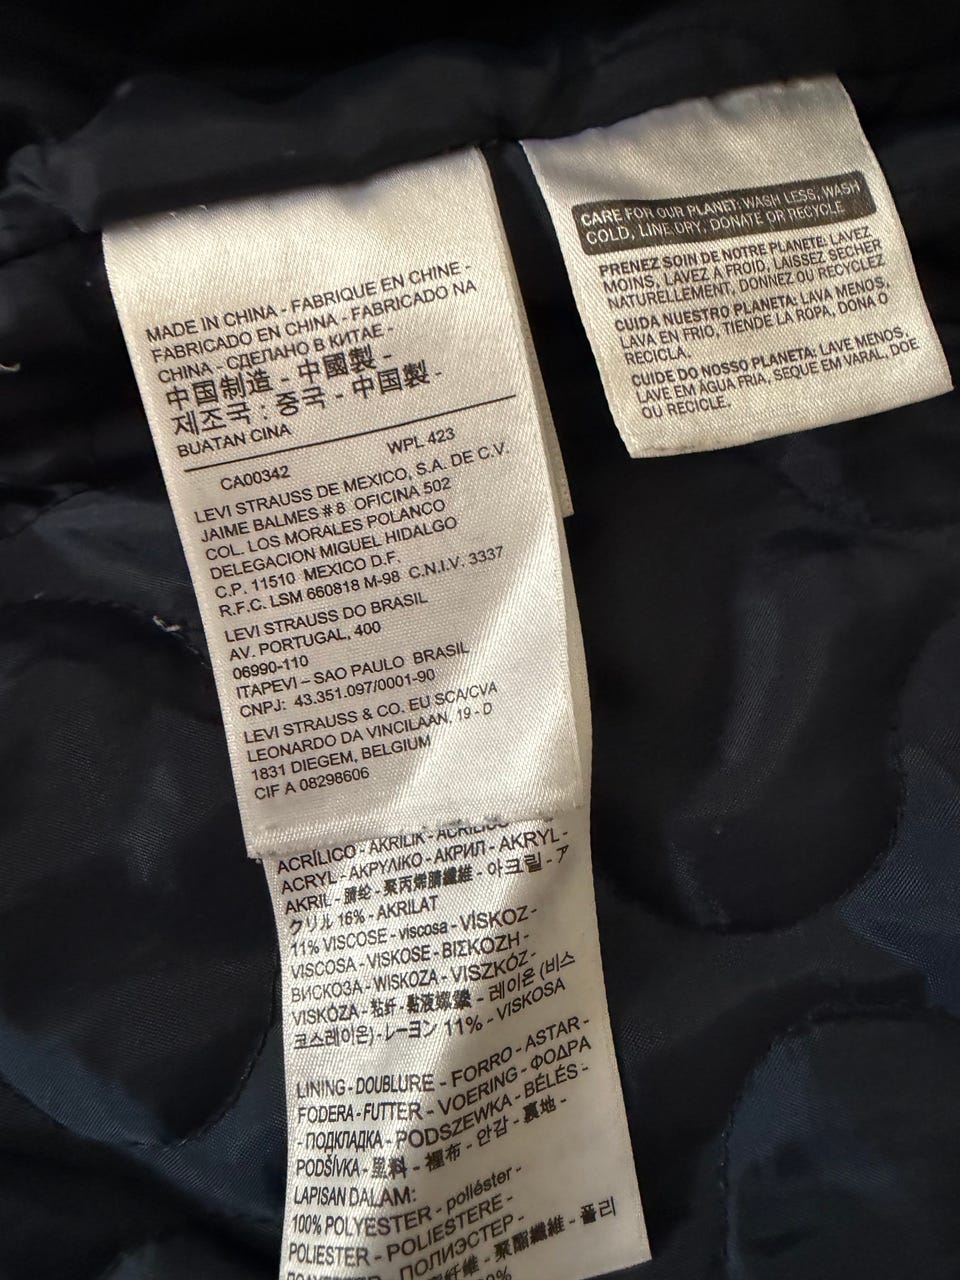 MADE IN CHINA - FABRIQUE EN CHINE -
FABRICADO EN CHINA - FABRICADO NA
CHINA - СДЕЛАНО В КИТАЕ -
中国制造 - 中國製 -
제조국 : 중국 - 中国製 -
BUATAN CINA
CA00342 WPL 423
LEVI STRAUSS DE MEXICO, S.A. DE C.V.
JAIME BALMES # 8 OFICINA 502
COL. LOS MORALES POLANCO
DELEGACION MIGUEL HIDALGO
C.P. 11510 MEXICO D.F.
R.F.C. LSM 660818 M-98 C.N.I.V. 3337
LEVI STRAUSS DO BRASIL
AV. PORTUGAL, 400
06990-110
ITAPEVI – SAO PAULO BRASIL
CNPJ: 43.351.097/0001-90
LEVI STRAUSS & CO. EU SCA/CVA
LEONARDO DA VINCILAAN, 19 - D
1831 DIEGEM, BELGIUM
CIF A 08298606
ACRÍLICO - AKRİLİK - ACRILICO
ACRYL - ΑΚΡΥΛΙΚΟ - АКРИЛ - AKRYL -
AKRIL - 腈纶 - 聚丙烯腈纖維 - 아크릴 - ア
クリル 16% - AKRILAT
11% VISCOSE - viscosa - VİSKOZ -
VISCOSA - VISKOSE - ΒΙΣΚΟΖΗ -
ВИСКОЗА - WISKOZA - VISZKÓZ -
VISKÓZA - 粘纤 - 黏液嫘縈 - 레이온 (비스
코스레이온) - レーヨン 11% - VISKOSA
LINING - DOUBLURE - FORRO - ASTAR -
FODERA - FUTTER - VOERING - ΦΟΔΡΑ
- ПОДКЛАДКА - PODSZEWKA - BÉLÉS -
PODŠÍVKA - 里料 - 裡布 - 안감 - 裏地 -
LAPISAN DALAM:
100% POLYESTER - poliéster -
POLIESTER - POLIESTERE -
ПОЛИЭСТЕР -
纤维 - 聚酯纖維 - 폴리
CARE FOR OUR PLANET: WASH LESS, WASH
COLD, LINE DRY, DONATE OR RECYCLE
PRENEZ SOIN DE NOTRE PLANETE: LAVEZ
MOINS, LAVEZ A FROID, LAISSEZ SECHER
NATURELLEMENT, DONNEZ OU RECYCLEZ
CUIDA NUESTRO PLANETA: LAVA MENOS,
LAVA EN FRIO, TIENDE LA ROPA, DONA O
RECICLA.
CUIDE DO NOSSO PLANETA: LAVE MENOS,
LAVE EM ÁGUA FRIA, SEQUE EM VARAL, DOE
OU RECICLE.